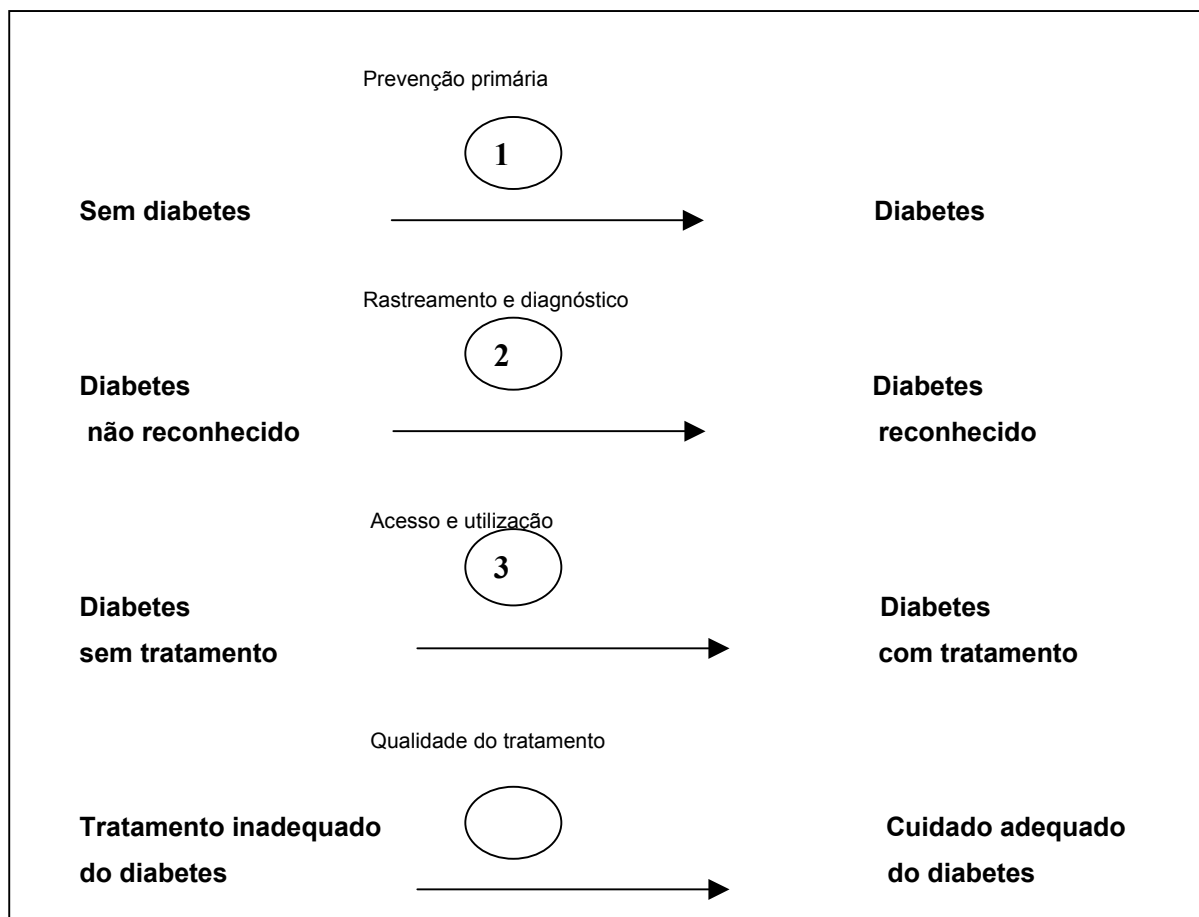 Prevenção primária
1
Sem diabetes
Diabetes
Rastreamento e diagnóstico
2
Diabetes
não reconhecido
Diabetes
reconhecido
Acesso e utilização
3
Diabetes
sem tratamento
Diabetes
com tratamento
Qualidade do tratamento
Tratamento inadequado
do diabetes
Cuidado adequado
do diabetes